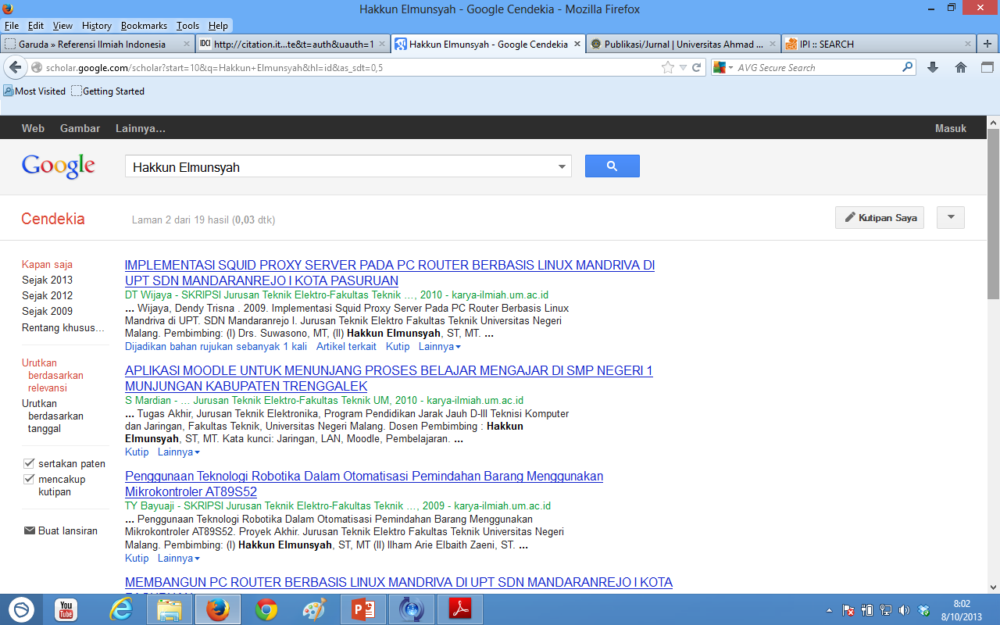 Hakkun Elmunsyah - Google Cendekia - Mozilla Firefox
File Edit View History Bookmarks Tools Help
Garuda » Referensi Ilmiah Indonesia
IDCI http://citation.it...te&t=auth&uauth=1
Hakkun Elmunsyah - Google Cendekia
Publikasi/Jurnal | Universitas Ahmad ...
IPI :: SEARCH
scholar.google.com/scholar?start=10&q=Hakkun+Elmunsyah&hl=id&as_sdt=0,5
AVG Secure Search
Most Visited Getting Started
Web Gambar Lainnya... Masuk
Google Hakkun Elmunsyah
Cendekia Laman 2 dari 19 hasil (0,03 dtk) Kutipan Saya
Kapan saja
Sejak 2013
Sejak 2012
Sejak 2009
Rentang khusus...
Urutkan
berdasarkan
relevansi
Urutkan
berdasarkan
tanggal
sertakan paten
mencakup
kutipan
Buat lansiran
IMPLEMENTASI SQUID PROXY SERVER PADA PC ROUTER BERBASIS LINUX MANDRIVA DI
UPT SDN MANDARANREJO I KOTA PASURUAN
DT Wijaya - SKRIPSI Jurusan Teknik Elektro-Fakultas Teknik ..., 2010 - karya-ilmiah.um.ac.id
... Wijaya, Dendy Trisna . 2009. Implementasi Squid Proxy Server Pada PC Router Berbasis Linux
Mandriva di UPT. SDN Mandaranrejo I. Jurusan Teknik Elektro Fakultas Teknik Universitas Negeri
Malang. Pembimbing: (I) Drs. Suwasono, MT, (II) Hakkun Elmunsyah, ST, MT. ...
Dijadikan bahan rujukan sebanyak 1 kali Artikel terkait Kutip Lainnya
APLIKASI MOODLE UNTUK MENUNJANG PROSES BELAJAR MENGAJAR DI SMP NEGERI 1
MUNJUNGAN KABUPATEN TRENGGALEK
S Mardian - ... Jurusan Teknik Elektro-Fakultas Teknik UM, 2010 - karya-ilmiah.um.ac.id
... Tugas Akhir, Jurusan Teknik Elektronika, Program Pendidikan Jarak Jauh D-III Teknisi Komputer
dan Jaringan, Fakultas Teknik, Universitas Negeri Malang. Dosen Pembimbing : Hakkun
Elmunsyah, ST, MT. Kata kunci: Jaringan, LAN, Moodle, Pembelajaran. ...
Kutip Lainnya
Penggunaan Teknologi Robotika Dalam Otomatisasi Pemindahan Barang Menggunakan
Mikrokontroler AT89S52
TY Bayuaji - SKRIPSI Jurusan Teknik Elektro-Fakultas Teknik ..., 2009 - karya-ilmiah.um.ac.id
... Penggunaan Teknologi Robotika Dalam Otomatisasi Pemindahan Barang Menggunakan
Mikrokontroler AT89S52. Proyek Akhir. Jurusan Teknik Elektro Fakultas Teknik Universitas Negeri
Malang. Pembimbing: (I) Hakkun Elmunsyah, ST, MT (II) Ilham Arie Elbaith Zaeni, ST. ...
Kutip Lainnya
MEMBANGUN PC ROUTER BERBASIS LINUX MANDRIVA DI UPT SDN MANDARANREJO I KOTA
You Tube
8:02
8/10/2013